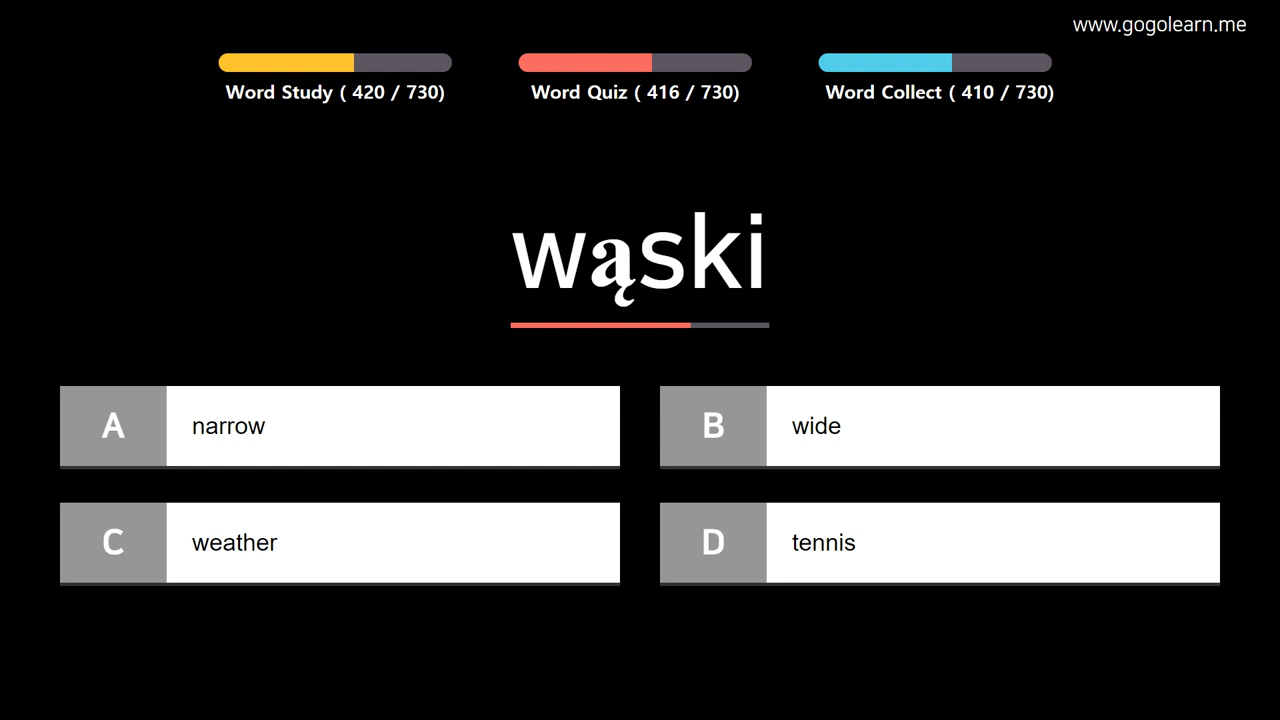 www.gogolearn.me
Word Study ( 420 / 730)
Word Quiz ( 416 / 730)
Word Collect ( 410 / 730)
wąski
A narrow
B wide
C weather
D tennis